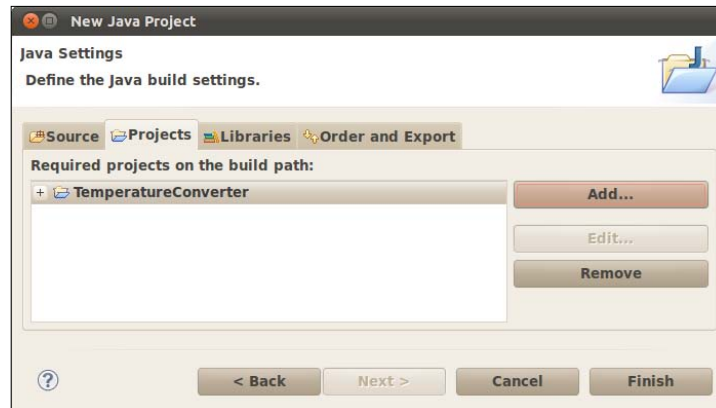 New Java Project
Java Settings
Define the Java build settings.
Source Projects Libraries Order and Export
Required projects on the build path:
TemperatureConverter
Add...
Edit...
Remove
< Back Next > Cancel Finish